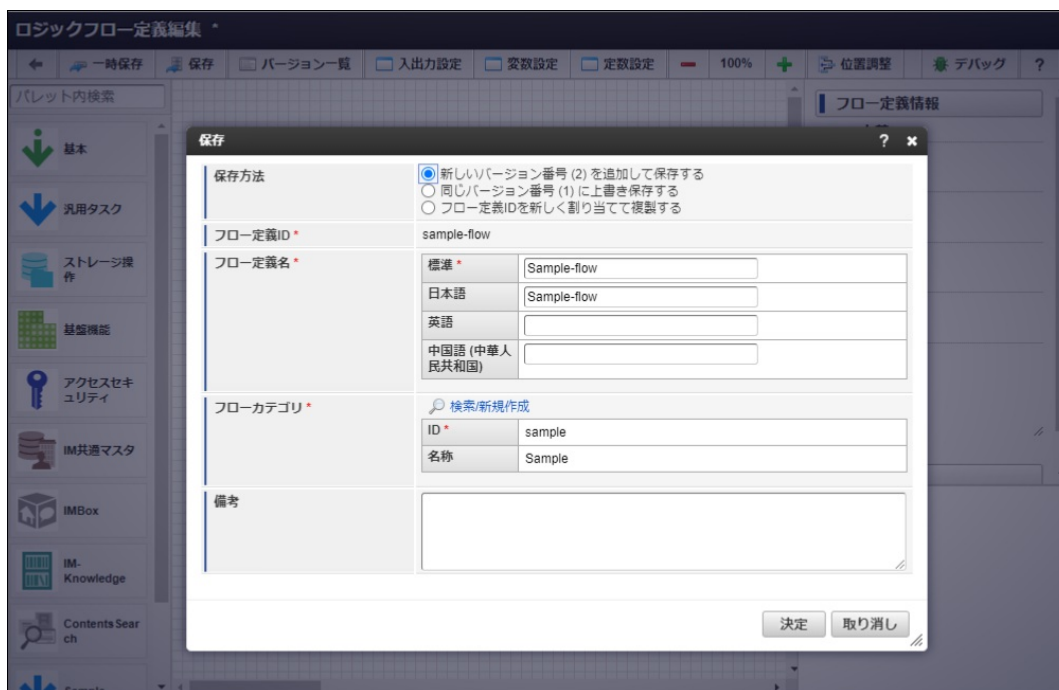 ロジックフロー定義編集 *
一時保存 保存 バージョン一覧 入出力設定 変数設定 定数設定 100% 位置調整 デバッグ ?
パレット内検索
フロー定義情報
基本
汎用タスク
ストレージ操
作
基盤機能
アクセスセキ
ュリティ
IM共通マスタ
IMBox
IM-
Knowledge
Contents Sear
ch
Sample
保存 ?
保存方法
新しいバージョン番号 (2) を追加して保存する
同じバージョン番号 (1) に上書き保存する
フロー定義IDを新しく割り当てて複製する
フロー定義ID * sample-flow
フロー定義名 *
標準 * Sample-flow
日本語 Sample-flow
英語
中国語 (中華人
民共和国)
フローカテゴリ *
検索/新規作成
ID * sample
名称 Sample
備考
決定 取り消し